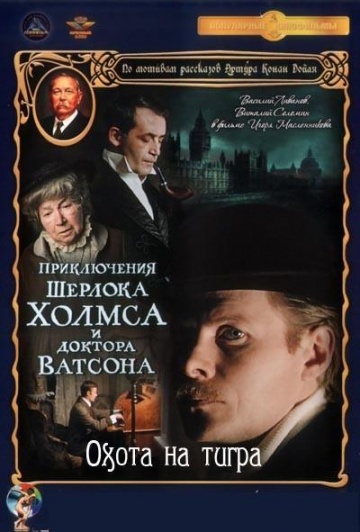 По мотивам рассказов Артура Конан Дойля
Василий Ливанов,
Виталий Соломин
в фильме Игоря Масленникова
ПРИКЛЮЧЕНИЯ
ШЕРЛОКА
ХОЛМСА
И
ДОКТОРА
ВАТСОНА
Охота на тигра